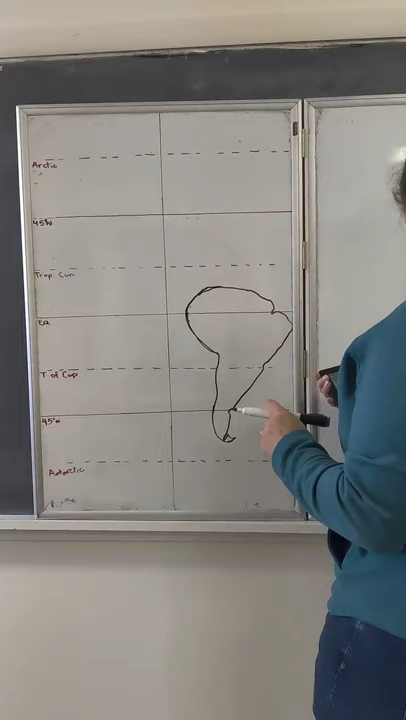 Arctic
45°N
Trop Can
EQ
T of Cap
45°s
Antarctic